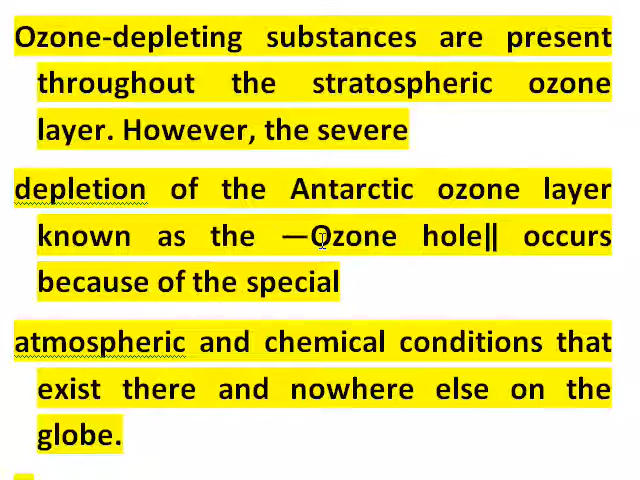 Ozone-depleting substances are present
throughout the stratospheric ozone
layer. However, the severe
depletion of the Antarctic ozone layer
known as the ―Ozone hole‖ occurs
because of the special
atmospheric and chemical conditions that
exist there and nowhere else on the
globe.